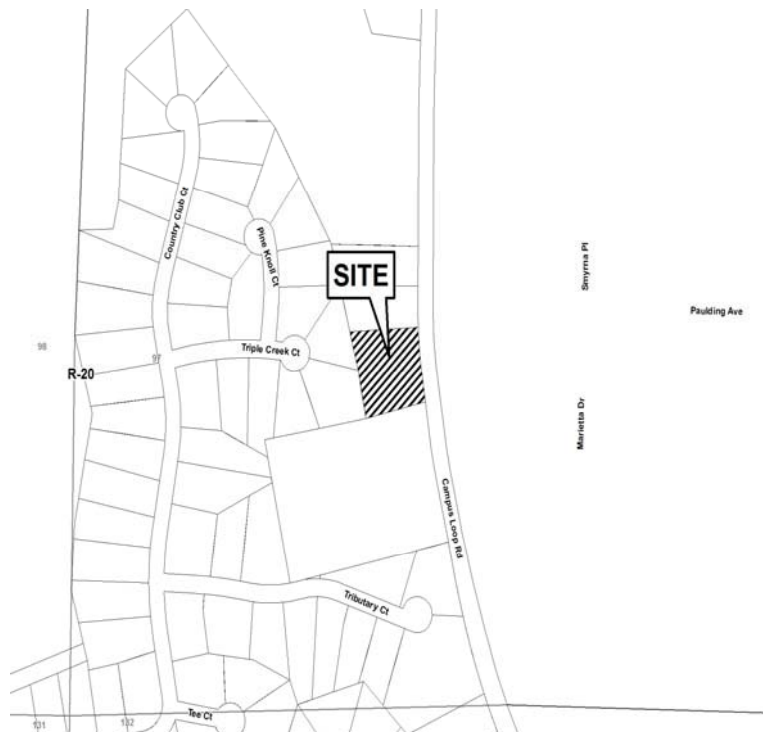 Country Club Ct
Pine Knoll Ct
Smyrna Pl
SITE
Paulding Ave
98
97
Triple Creek Ct
R-20
Marietta Dr
Campus Loop Rd
Tributary Ct
Tee Ct
131
132